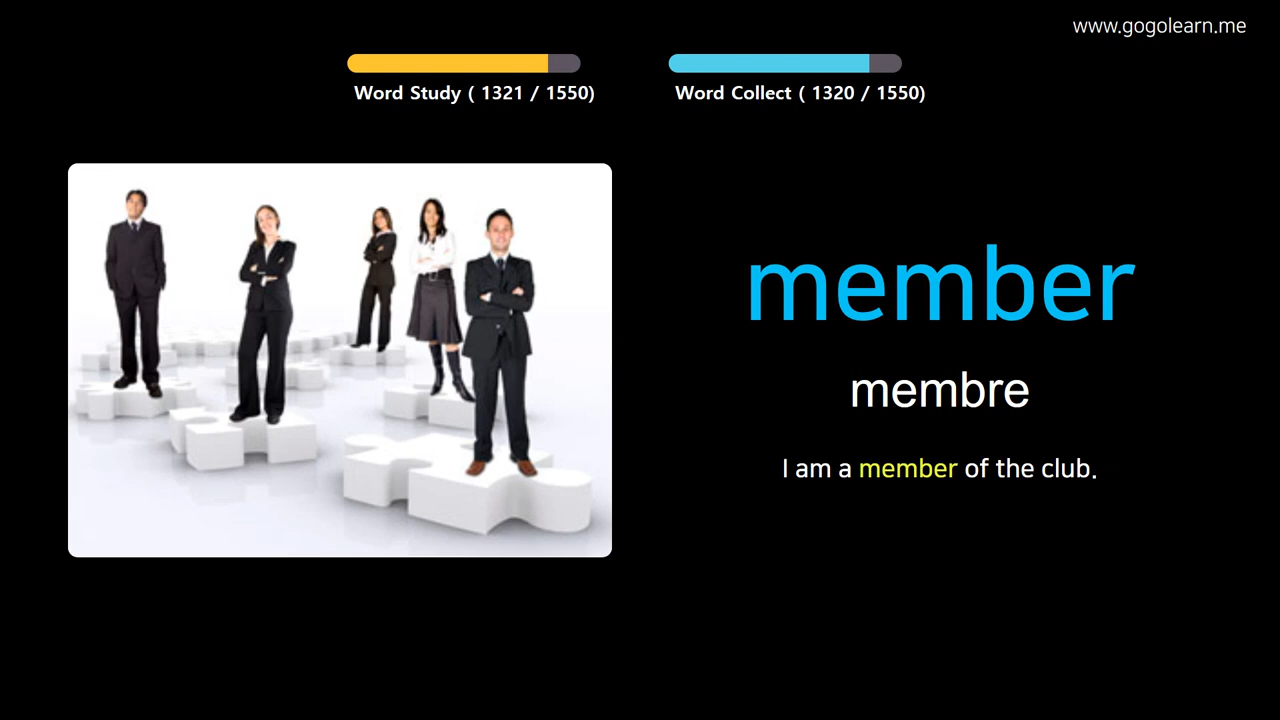 www.gogolearn.me
Word Study ( 1321 / 1550)
Word Collect ( 1320 / 1550)
member
membre
I am a member of the club.